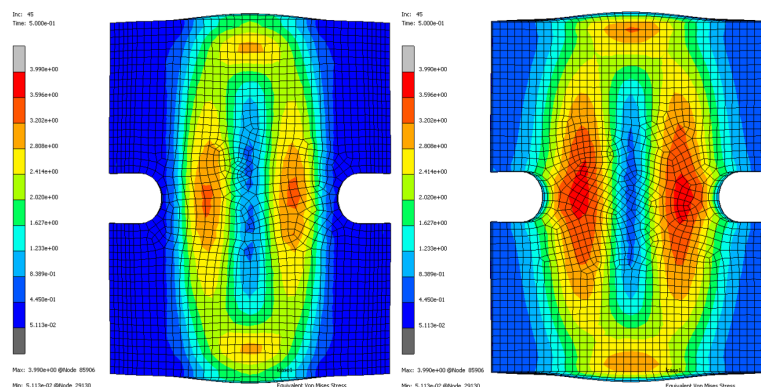 Inc: 45
Time: 5.000e-01
3.990e+00
3.596e+00
3.202e+00
2.808e+00
2.414e+00
2.020e+00
1.627e+00
1.233e+00
8.389e-01
4.450e-01
5.113e-02
Max: 3.990e+00 @Node 85906
Min: 5.113e-02 @Node 29130
lcase1
Equivalent Von Mises Stress
Inc: 45
Time: 5.000e-01
3.990e+00
3.596e+00
3.202e+00
2.808e+00
2.414e+00
2.020e+00
1.627e+00
1.233e+00
8.389e-01
4.450e-01
5.113e-02
Max: 3.990e+00 @Node 85906
Min: 5.113e-02 @Node 29130
Equivalent Von Mises Stress